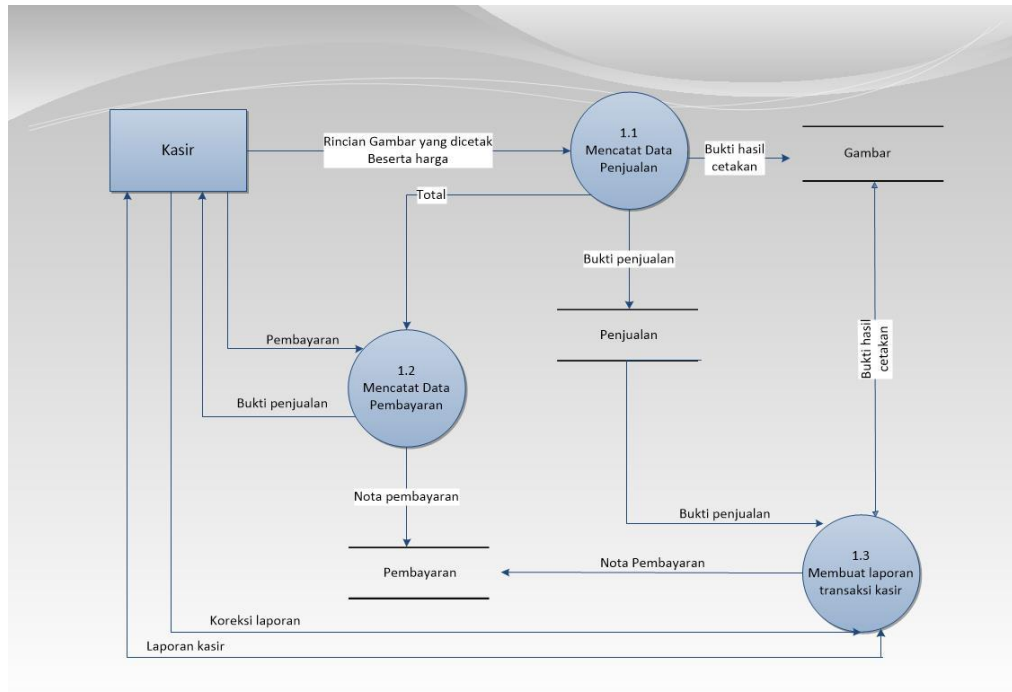 Kasir
Rincian Gambar yang dicetak
Beserta harga
1.1
Mencatat Data
Penjualan
Bukti hasil
cetakan
Gambar
Total
Bukti penjualan
Penjualan
Bukti hasil
cetakan
Pembayaran
1.2
Mencatat Data
Pembayaran
Bukti penjualan
Nota pembayaran
Bukti penjualan
Pembayaran
Nota Pembayaran
1.3
Membuat laporan
transaksi kasir
Koreksi laporan
Laporan kasir